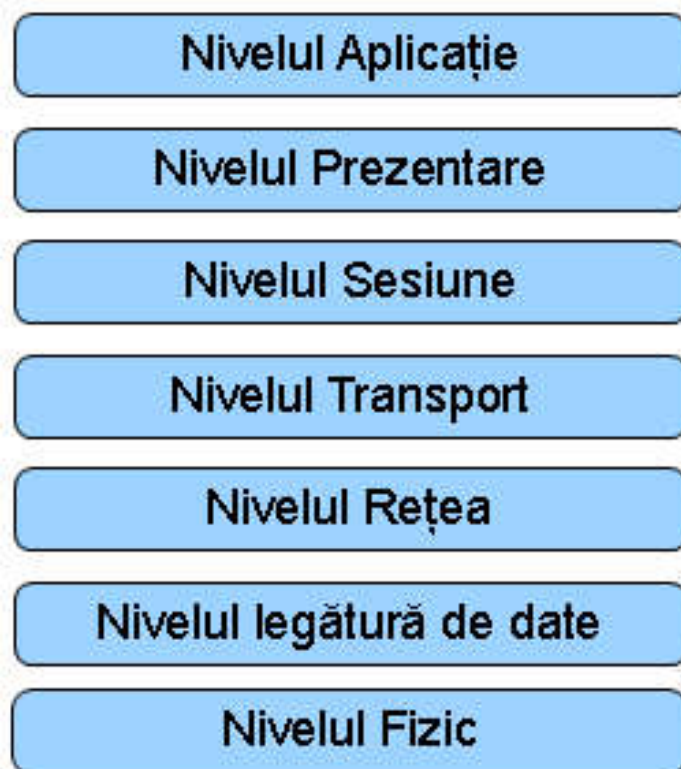 Nivelul Aplicație
Nivelul Prezentare
Nivelul Sesiune
Nivelul Transport
Nivelul Rețea
Nivelul legătură de date
Nivelul Fizic